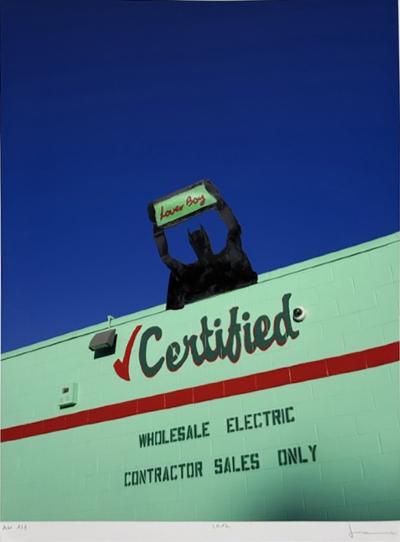 Lover Boy
Certified
WHOLESALE ELECTRIC
CONTRACTOR SALES ONLY